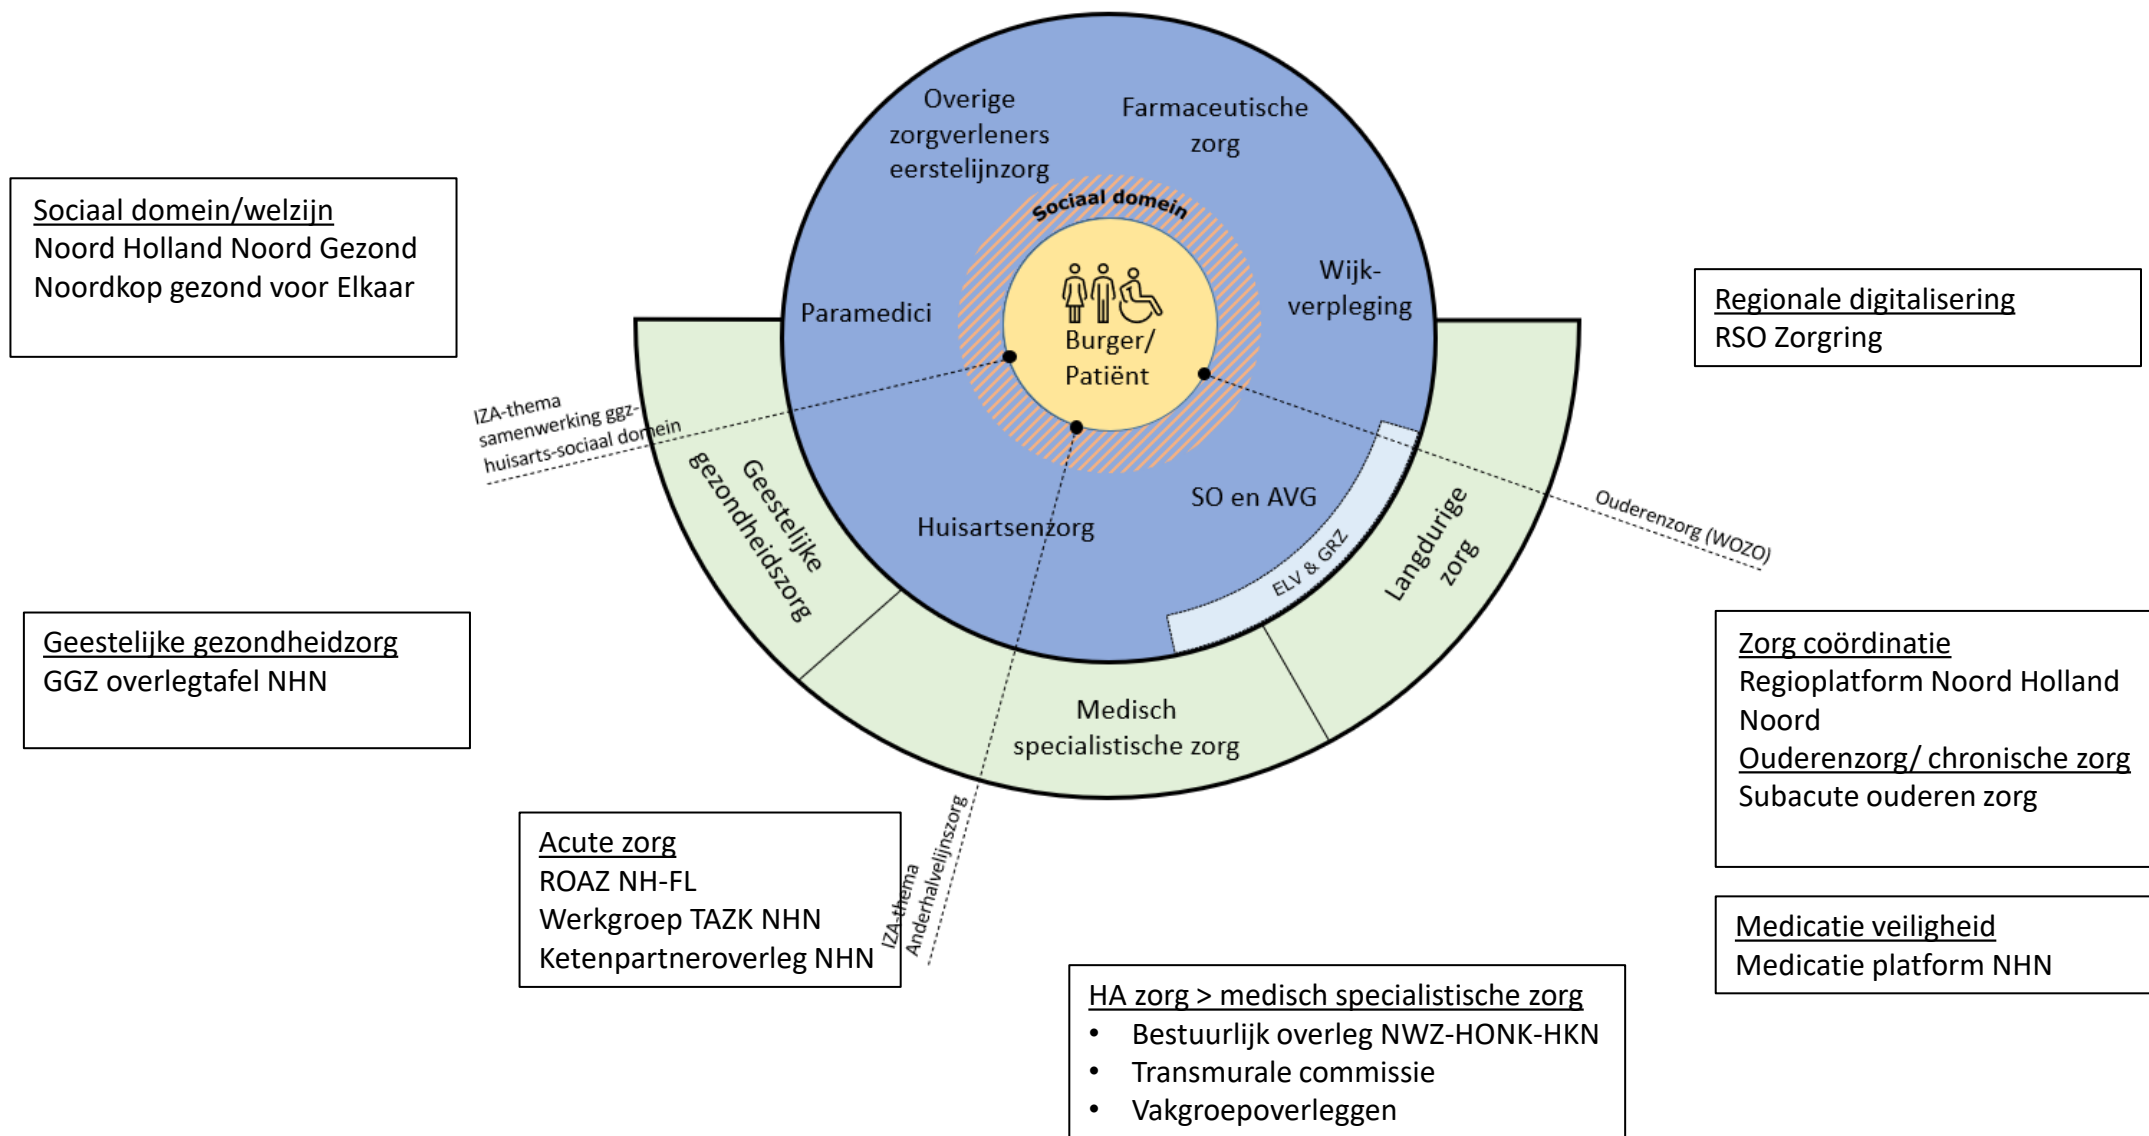 Overige
zorgverleners
eerstelijnzorg
Farmaceutische
zorg
Sociaal domein
Wijk-
verpleging
Paramedici
Burger/
Patiënt
Huisartsenzorg
SO en AVG
ELV & GRZ
Geestelijke
gezondheidszorg
Medisch
specialistische zorg
Langdurige
zorg
IZA-thema
samenwerking ggz-
huisarts-sociaal domein
IZA-thema
Anderhalvelijnszorg
Ouderenzorg (WOZO)
Sociaal domein/welzijn
Noord Holland Noord Gezond
Noordkop gezond voor Elkaar
Geestelijke gezondheidzorg
GGZ overlegtafel NHN
Acute zorg
ROAZ NH-FL
Werkgroep TAZK NHN
Ketenpartneroverleg NHN
HA zorg > medisch specialistische zorg
• Bestuurlijk overleg NWZ-HONK-HKN
• Transmurale commissie
• Vakgroepoverleggen
Regionale digitalisering
RSO Zorgring
Zorg coördinatie
Regioplatform Noord Holland
Noord
Ouderenzorg/ chronische zorg
Subacute ouderen zorg
Medicatie veiligheid
Medicatie platform NHN